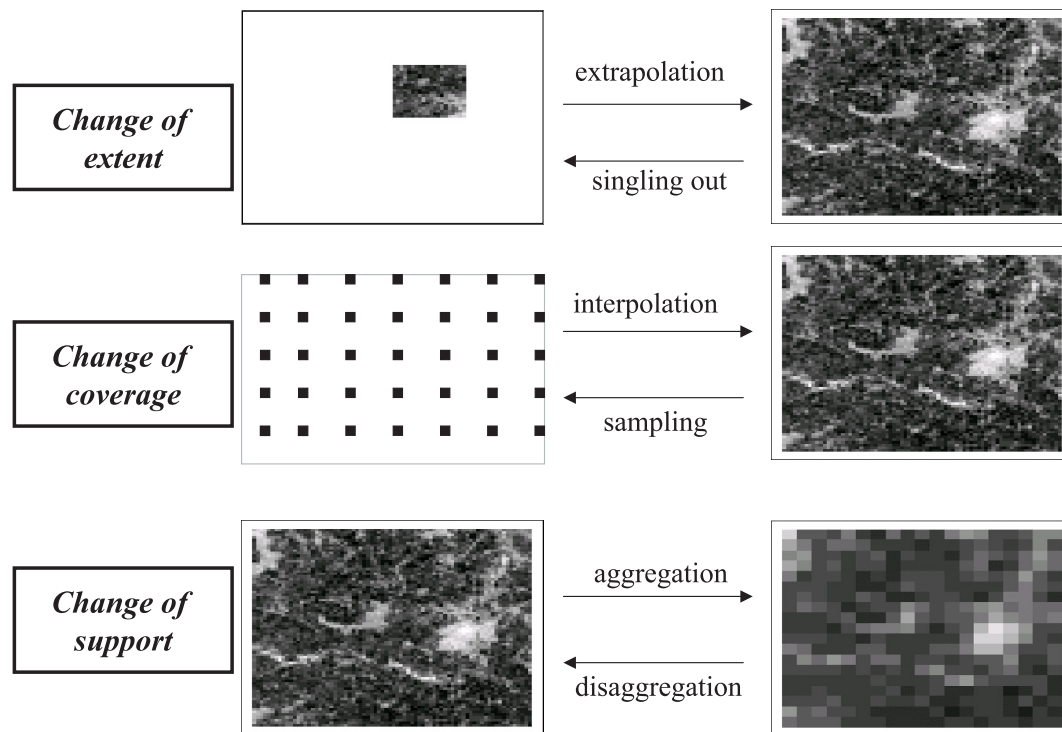 Change of
extent
extrapolation
singling out
Change of
coverage
interpolation
sampling
Change of
support
aggregation
disaggregation